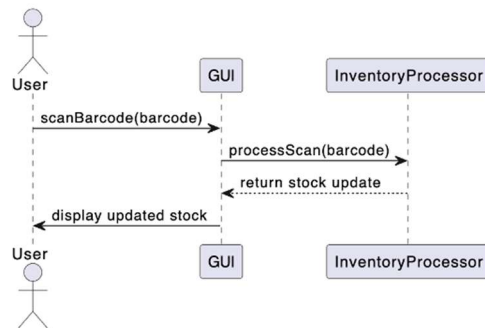 User
GUI
InventoryProcessor
scanBarcode(barcode)
processScan(barcode)
return stock update
display updated stock
User
GUI
InventoryProcessor